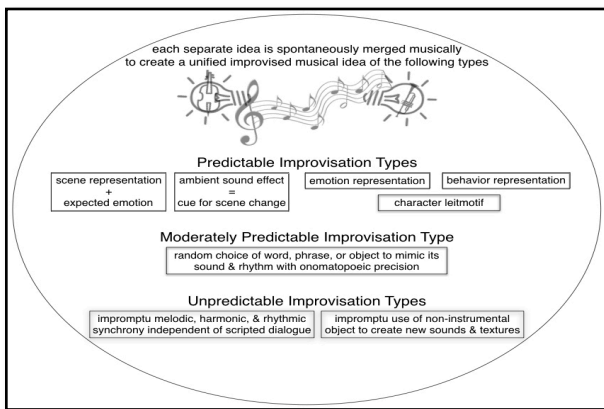 each separate idea is spontaneously merged musically
to create a unified improvised musical idea of the following types
Predictable Improvisation Types
scene representation
+
expected emotion
ambient sound effect
=
cue for scene change
emotion representation
behavior representation
character leitmotif
Moderately Predictable Improvisation Type
random choice of word, phrase, or object to mimic its
sound & rhythm with onomatopoeic precision
Unpredictable Improvisation Types
impromptu melodic, harmonic, & rhythmic
synchrony independent of scripted dialogue
impromptu use of non-instrumental
object to create new sounds & textures